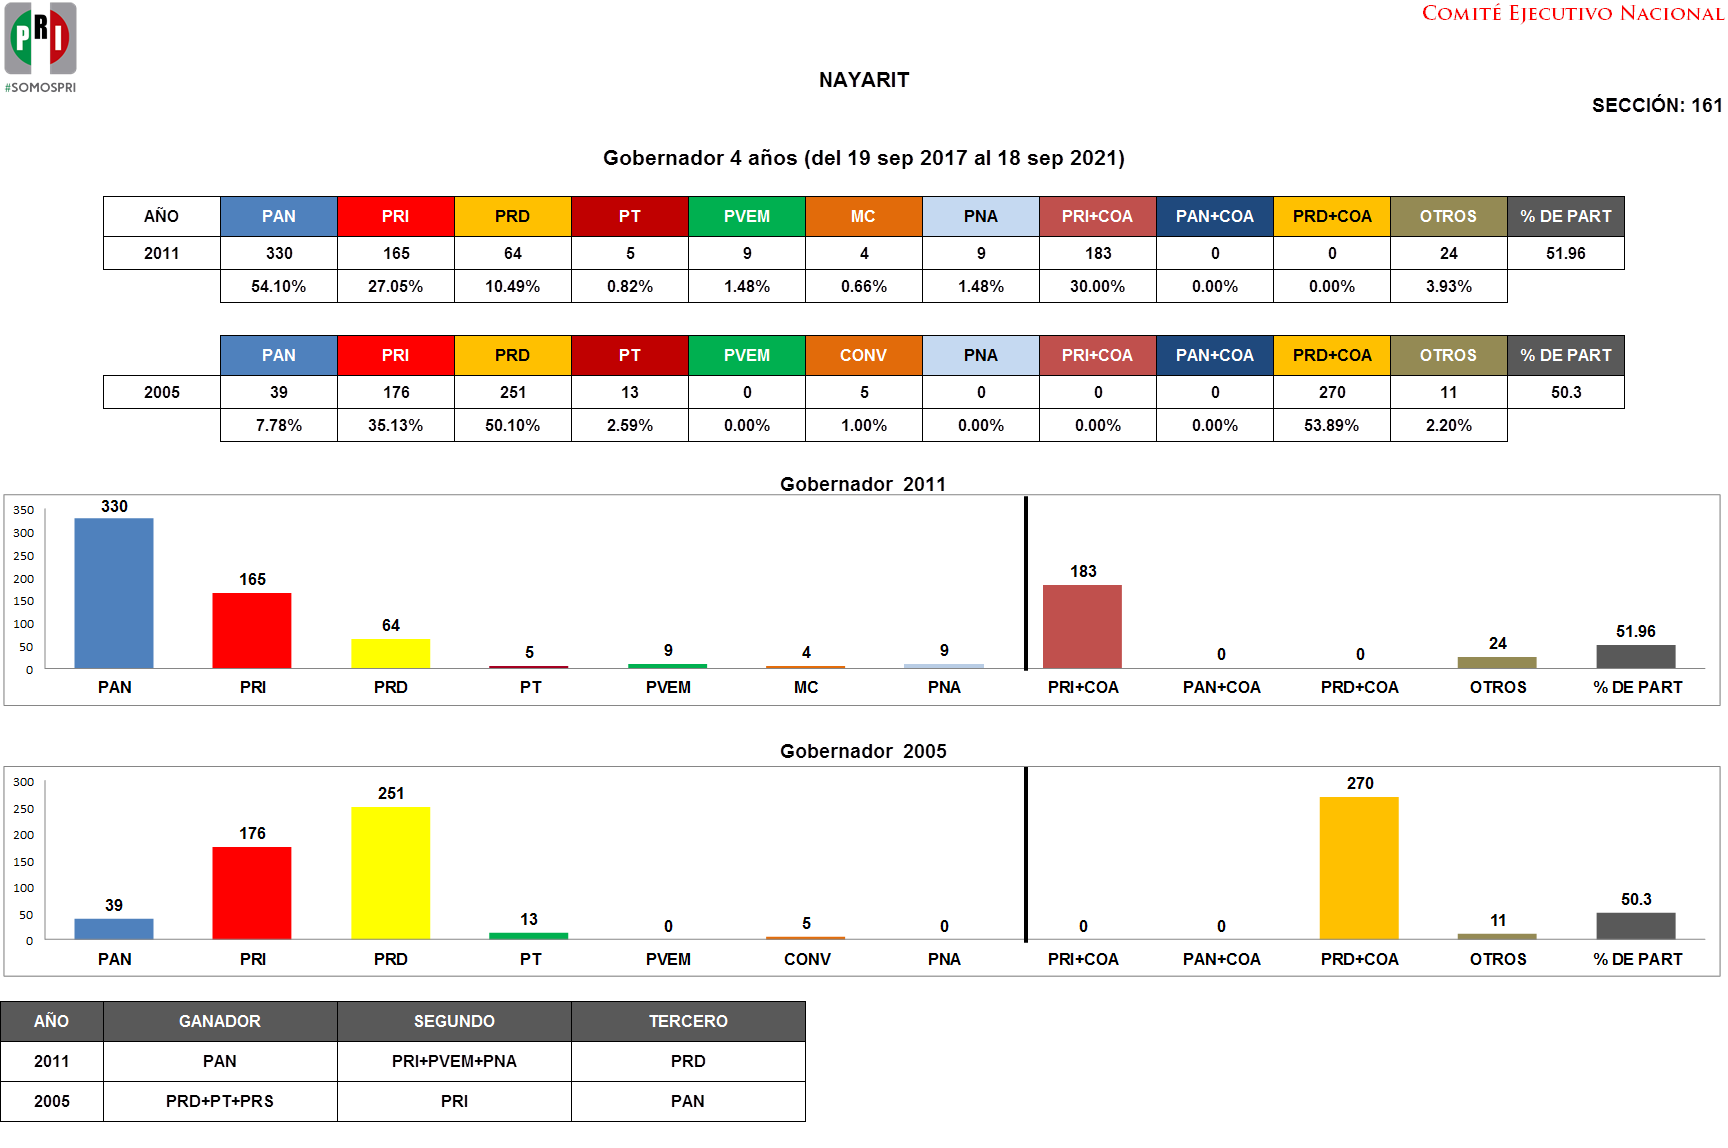 PRI
#SOMOSPRI
COMITÉ EJECUTIVO NACIONAL
NAYARIT
SECCIÓN: 161
Gobernador 4 años (del 19 sep 2017 al 18 sep 2021)
AÑO PAN PRI PRD PT PVEM MC PNA PRI+COA PAN+COA PRD+COA OTROS % DE PART
2011 330 165 64 5 9 4 9 183 0 0 24 51.96
54.10% 27.05% 10.49% 0.82% 1.48% 0.66% 1.48% 30.00% 0.00% 0.00% 3.93%
PAN PRI PRD PT PVEM CONV PNA PRI+COA PAN+COA PRD+COA OTROS % DE PART
2005 39 176 251 13 0 5 0 0 0 270 11 50.3
7.78% 35.13% 50.10% 2.59% 0.00% 1.00% 0.00% 0.00% 0.00% 53.89% 2.20%
Gobernador 2011
350
300
250
200
150
100
50
0
330 165 64 5 9 4 9 183 0 0 24 51.96
PAN PRI PRD PT PVEM MC PNA PRI+COA PAN+COA PRD+COA OTROS % DE PART
Gobernador 2005
300
250
200
150
100
50
0
39 176 251 13 0 5 0 0 0 270 11 50.3
PAN PRI PRD PT PVEM CONV PNA PRI+COA PAN+COA PRD+COA OTROS % DE PART
AÑO GANADOR SEGUNDO TERCERO
2011 PAN PRI+PVEM+PNA PRD
2005 PRD+PT+PRS PRI PAN